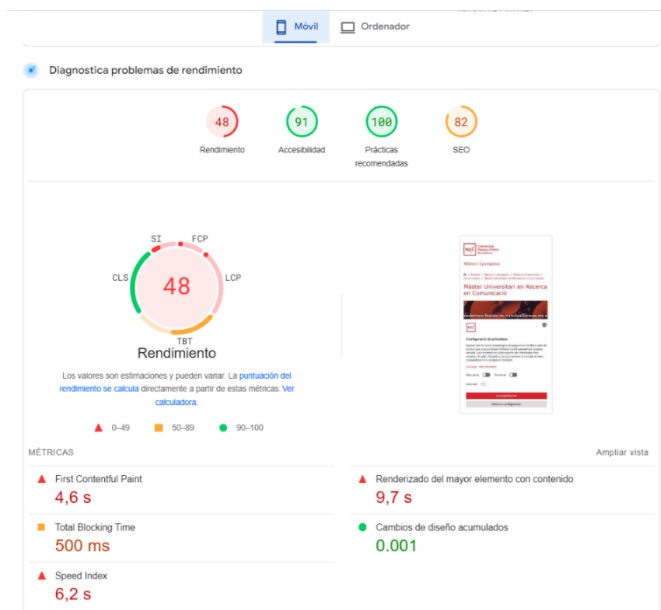 Móvil
Ordenador
Diagnostica problemas de rendimiento
48
91
100
82
Rendimiento
Accesibilidad
Prácticas
recomendadas
SEO
SI
FCP
CLS
LCP
48
TBT
Rendimiento
Los valores son estimaciones y pueden variar. La puntuación del
rendimiento se calcula directamente a partir de estas métricas. Ver
calculadora.
0–49
50–89
90–100
Màster Universitari en Recerca
en Comunicació
MÉTRICAS
Ampliar vista
First Contentful Paint
4,6 s
Renderizado del mayor elemento con contenido
9,7 s
Total Blocking Time
500 ms
Cambios de diseño acumulados
0.001
Speed Index
6,2 s